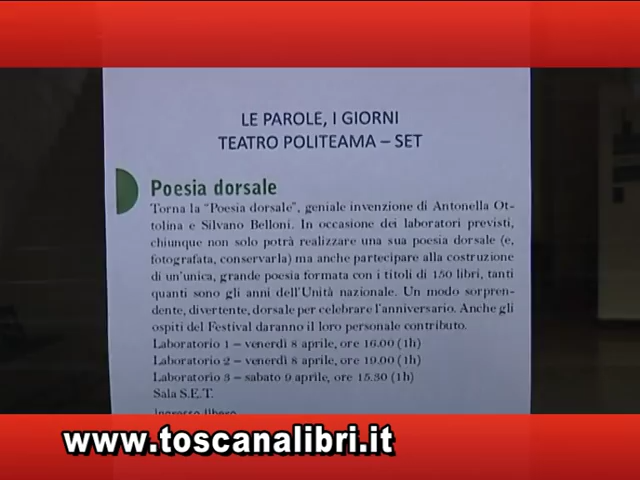 LE PAROLE, I GIORNI
TEATRO POLITEAMA – SET
Poesia dorsale
Torna la "Poesia dorsale", geniale invenzione di Antonella Ot-
tolina e Silvano Belloni. In occasione dei laboratori previsti,
chiunque non solo potrà realizzare una sua poesia dorsale (e,
fotografata, conservarla) ma anche partecipare alla costruzione
di un'unica, grande poesia formata con i titoli di 150 libri, tanti
quanti sono gli anni dell'Unità nazionale. Un modo sorpren-
dente, divertente, dorsale per celebrare l'anniversario. Anche gli
ospiti del Festival daranno il loro personale contributo.
Laboratorio 1 – venerdì 8 aprile, ore 16.00 (1h)
Laboratorio 2 – venerdì 8 aprile, ore 19.00 (1h)
Laboratorio 3 – sabato 9 aprile, ore 15.30 (1h)
Sala S.E.T.
Ingresso libero
www.toscanalibri.it